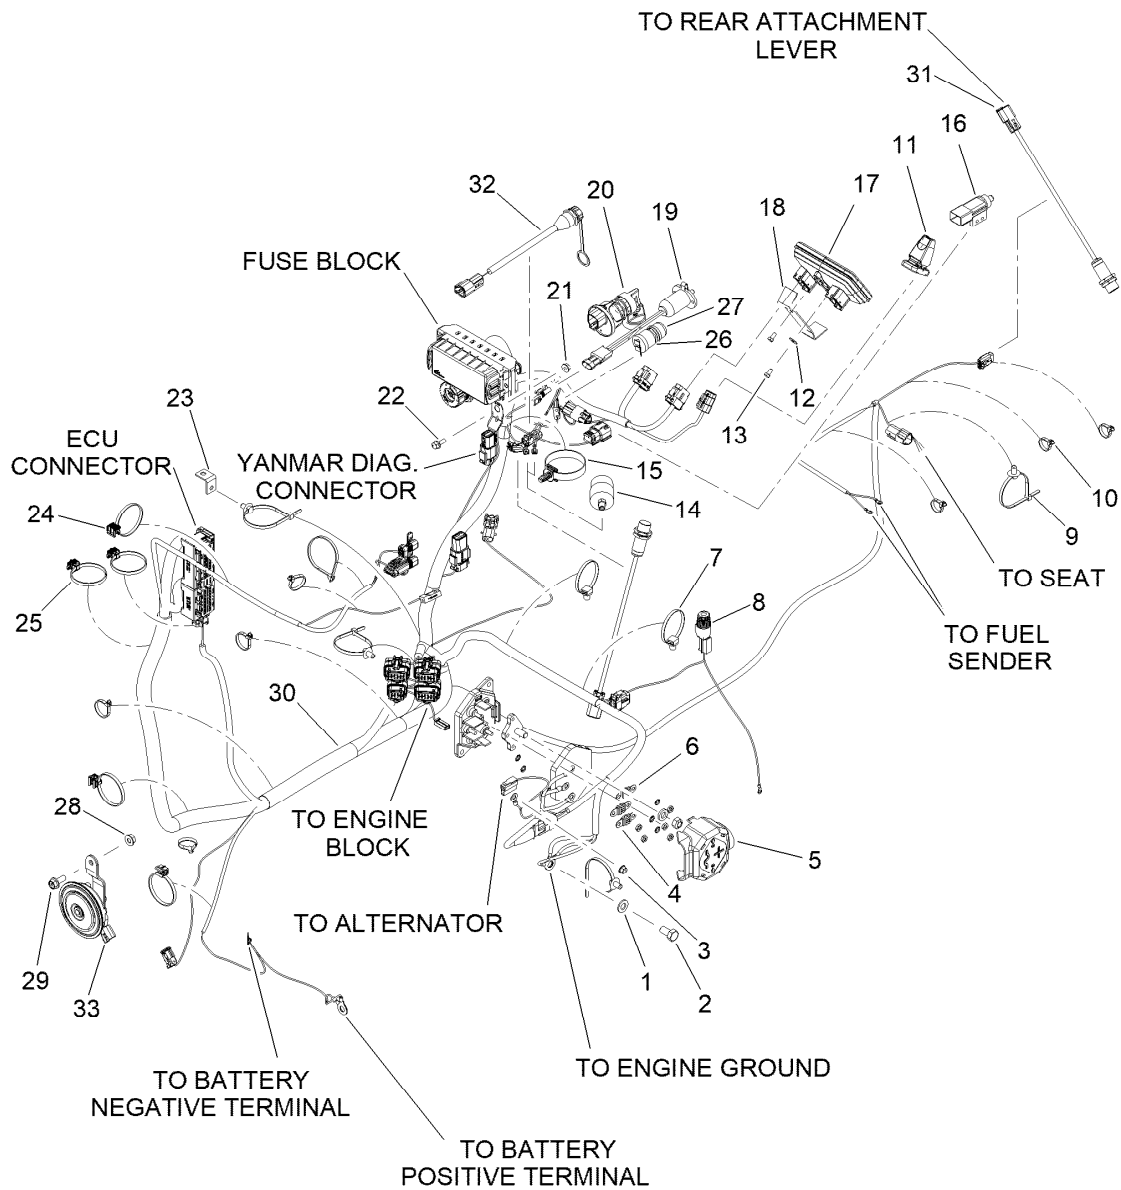 TO REAR ATTACHMENT
LEVER
31
16
11
17
32
20
19
18
FUSE BLOCK
21
27
26
12
23
22
13
ECU
CONNECTOR
YANMAR DIAG.
CONNECTOR
15
10
24
14
9
7
8
TO SEAT
25
TO FUEL
SENDER
30
6
28
TO ENGINE
BLOCK
5
4
TO ALTERNATOR
3
29
33
1
2
TO ENGINE GROUND
TO BATTERY
NEGATIVE TERMINAL
TO BATTERY
POSITIVE TERMINAL